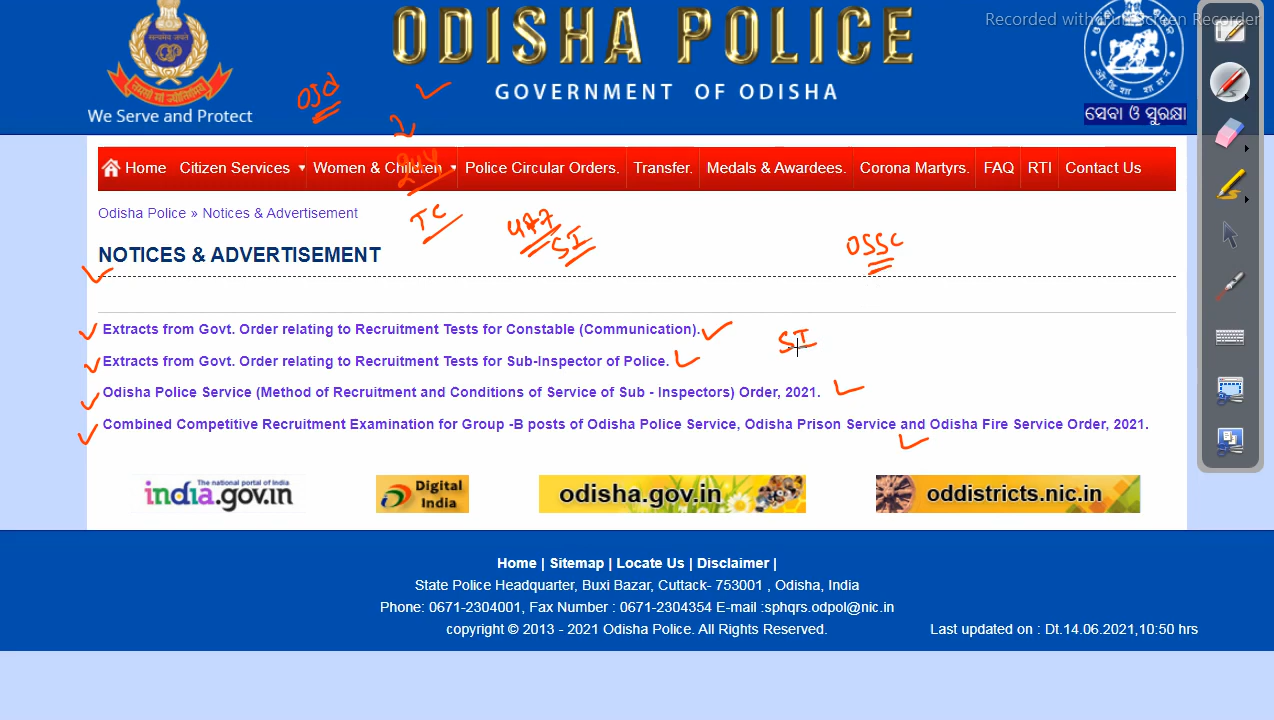 Recorded with Fun Screen Recorder
ODISHA POLICE
GOVERNMENT OF ODISHA
We Serve and Protect
ସେବା ଓ ସୁରକ୍ଷା
Home Citizen Services Women & Children Police Circular Orders. Transfer. Medals & Awardees. Corona Martyrs. FAQ RTI Contact Us
Odisha Police » Notices & Advertisement
477
SI
OSSC
NOTICES & ADVERTISEMENT
Extracts from Govt. Order relating to Recruitment Tests for Constable (Communication).
SI
Extracts from Govt. Order relating to Recruitment Tests for Sub-Inspector of Police.
Odisha Police Service (Method of Recruitment and Conditions of Service of Sub - Inspectors) Order, 2021.
Combined Competitive Recruitment Examination for Group -B posts of Odisha Police Service, Odisha Prison Service and Odisha Fire Service Order, 2021.
The national portal of India
india.gov.in
Digital India
odisha.gov.in
oddistricts.nic.in
Home | Sitemap | Locate Us | Disclaimer |
State Police Headquarter, Buxi Bazar, Cuttack- 753001 , Odisha, India
Phone: 0671-2304001, Fax Number : 0671-2304354 E-mail :sphqrs.odpol@nic.in
copyright © 2013 - 2021 Odisha Police. All Rights Reserved.
Last updated on : Dt.14.06.2021,10:50 hrs